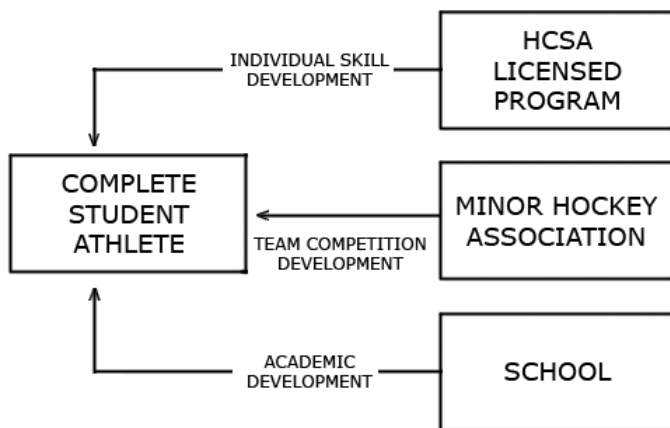 INDIVIDUAL SKILL
DEVELOPMENT
HCSA
LICENSED
PROGRAM
COMPLETE
STUDENT
ATHLETE
TEAM COMPETITION
DEVELOPMENT
MINOR HOCKEY
ASSOCIATION
ACADEMIC
DEVELOPMENT
SCHOOL